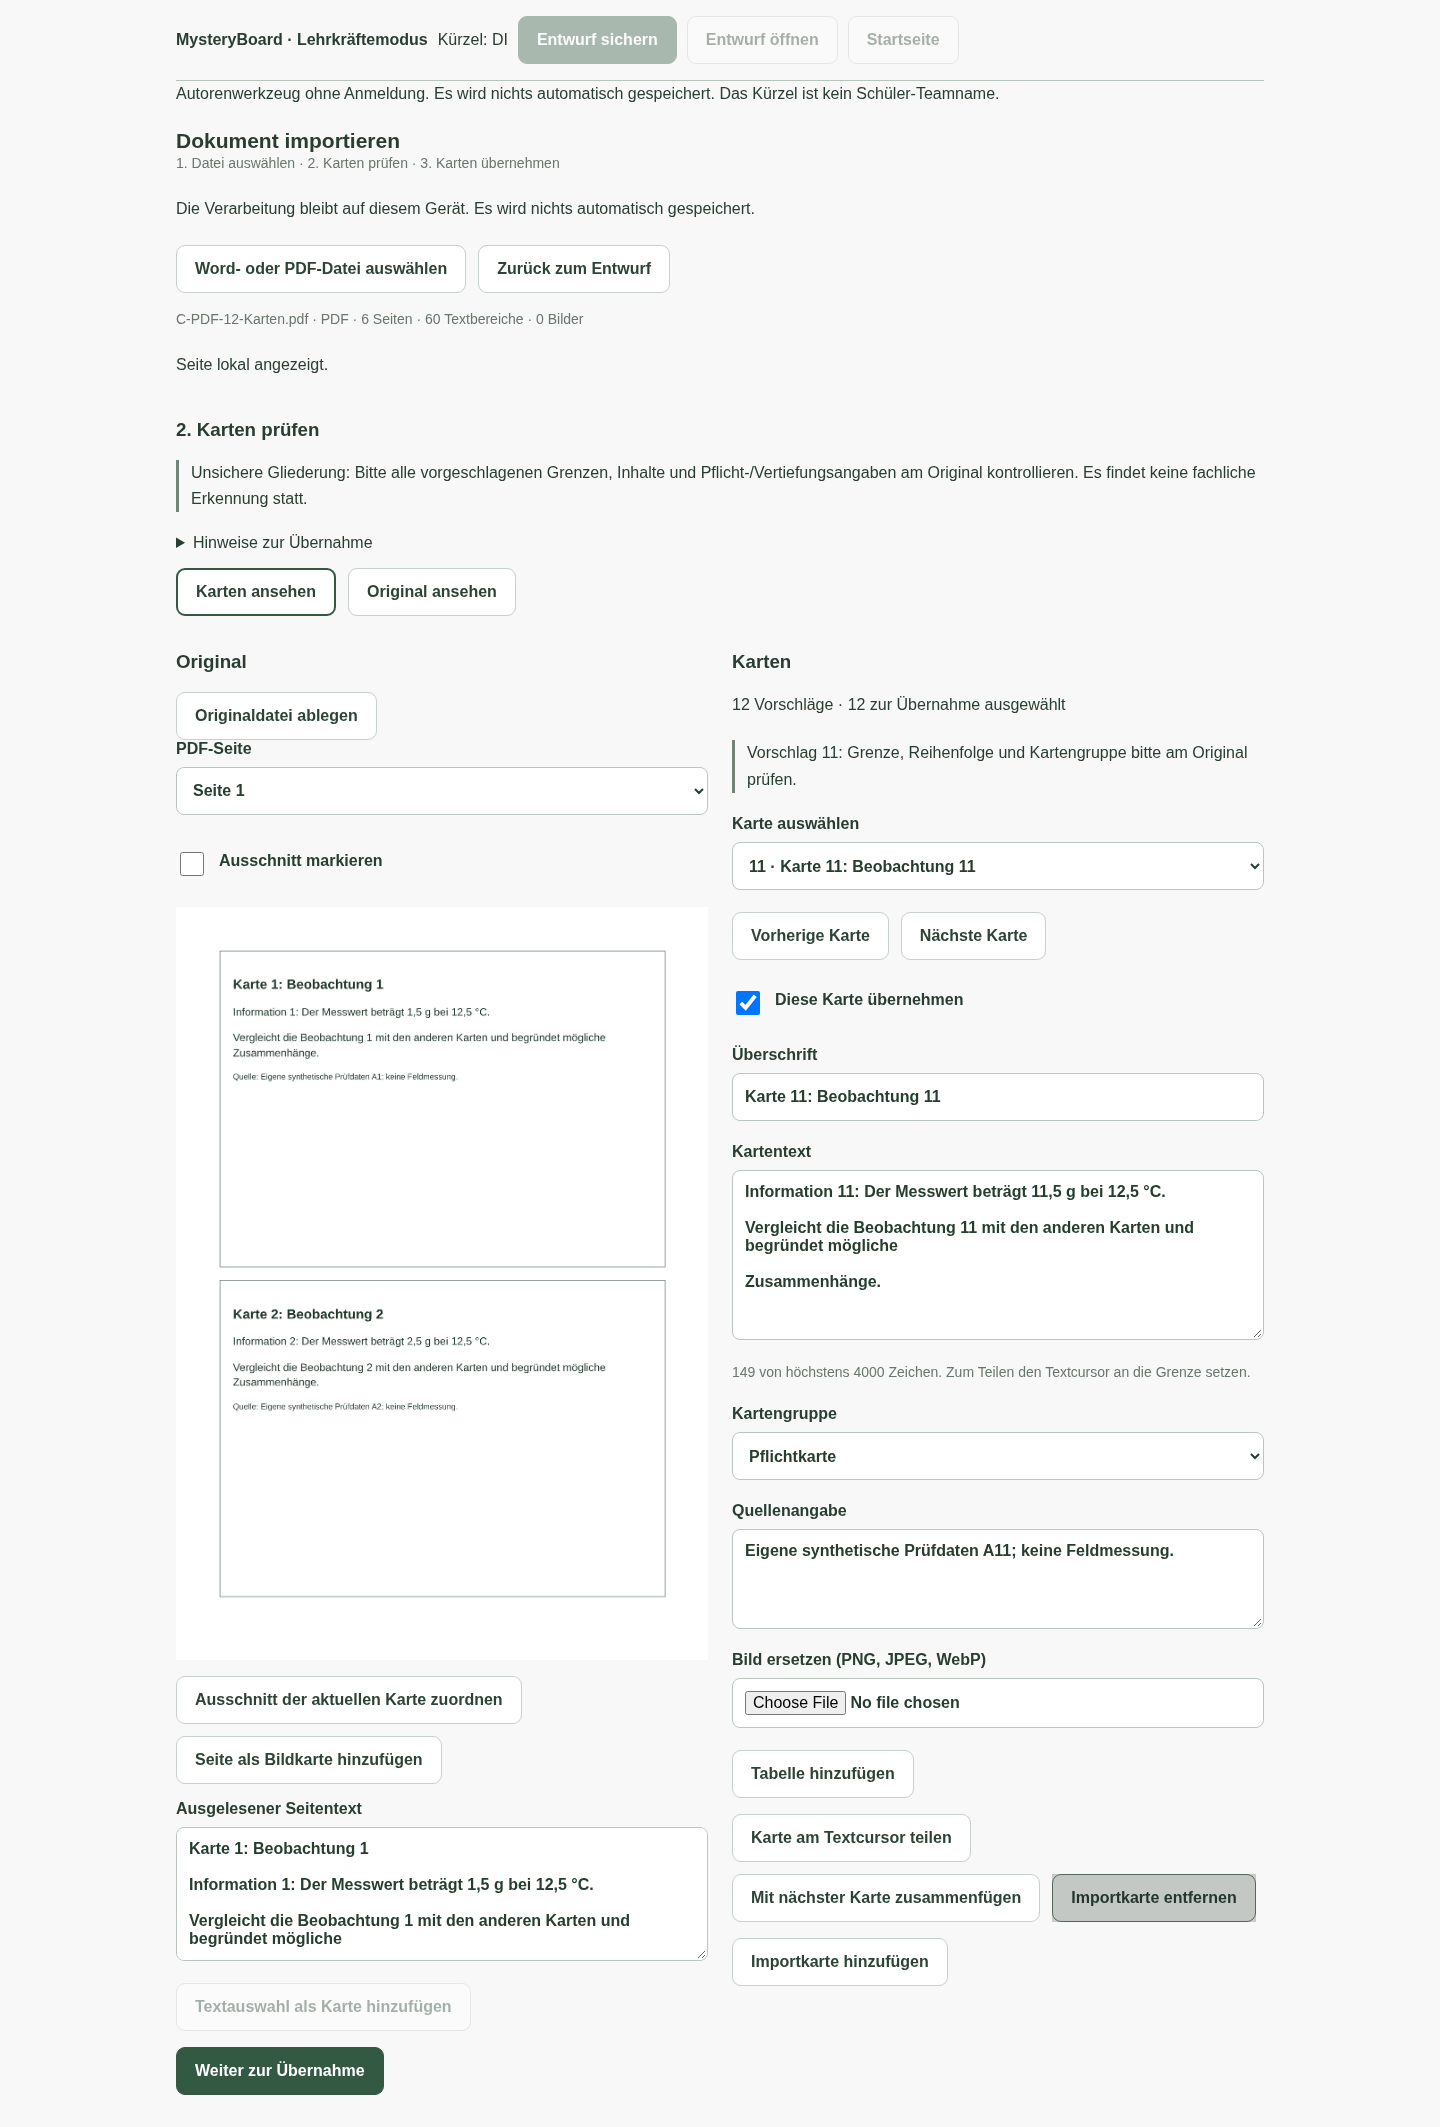 MysteryBoard · Lehrkräftemodus Kürzel: DI Entwurf sichern Entwurf öffnen Startseite
Autorenwerkzeug ohne Anmeldung. Es wird nichts automatisch gespeichert. Das Kürzel ist kein Schüler-Teamname.
Dokument importieren
1. Datei auswählen · 2. Karten prüfen · 3. Karten übernehmen
Die Verarbeitung bleibt auf diesem Gerät. Es wird nichts automatisch gespeichert.
Word- oder PDF-Datei auswählen Zurück zum Entwurf
C-PDF-12-Karten.pdf · PDF · 6 Seiten · 60 Textbereiche · 0 Bilder
Seite lokal angezeigt.
2. Karten prüfen
Unsichere Gliederung: Bitte alle vorgeschlagenen Grenzen, Inhalte und Pflicht-/Vertiefungsangaben am Original kontrollieren. Es findet keine fachliche
Erkennung statt.
Hinweise zur Übernahme
Karten ansehen Original ansehen
Original
Originaldatei ablegen
PDF-Seite
Seite 1
Ausschnitt markieren
Karte 1: Beobachtung 1
Information 1: Der Messwert beträgt 1,5 g bei 12,5 °C.
Vergleicht die Beobachtung 1 mit den anderen Karten und begründet mögliche
Zusammenhänge.
Quelle: Eigene synthetische Prüfdaten A1; keine Feldmessung.
Karte 2: Beobachtung 2
Information 2: Der Messwert beträgt 2,5 g bei 12,5 °C.
Vergleicht die Beobachtung 2 mit den anderen Karten und begründet mögliche
Zusammenhänge.
Quelle: Eigene synthetische Prüfdaten A2; keine Feldmessung.
Ausschnitt der aktuellen Karte zuordnen
Seite als Bildkarte hinzufügen
Ausgelesener Seitentext
Karte 1: Beobachtung 1
Information 1: Der Messwert beträgt 1,5 g bei 12,5 °C.
Vergleicht die Beobachtung 1 mit den anderen Karten und
begründet mögliche
Textauswahl als Karte hinzufügen
Weiter zur Übernahme
Karten
12 Vorschläge · 12 zur Übernahme ausgewählt
Vorschlag 11: Grenze, Reihenfolge und Kartengruppe bitte am Original
prüfen.
Karte auswählen
11 · Karte 11: Beobachtung 11
Vorherige Karte Nächste Karte
Diese Karte übernehmen
Überschrift
Karte 11: Beobachtung 11
Kartentext
Information 11: Der Messwert beträgt 11,5 g bei 12,5 °C.
Vergleicht die Beobachtung 11 mit den anderen Karten und
begründet mögliche
Zusammenhänge.
149 von höchstens 4000 Zeichen. Zum Teilen den Textcursor an die Grenze setzen.
Kartengruppe
Pflichtkarte
Quellenangabe
Eigene synthetische Prüfdaten A11; keine Feldmessung.
Bild ersetzen (PNG, JPEG, WebP)
Choose File No file chosen
Tabelle hinzufügen
Karte am Textcursor teilen
Mit nächster Karte zusammenfügen Importkarte entfernen
Importkarte hinzufügen